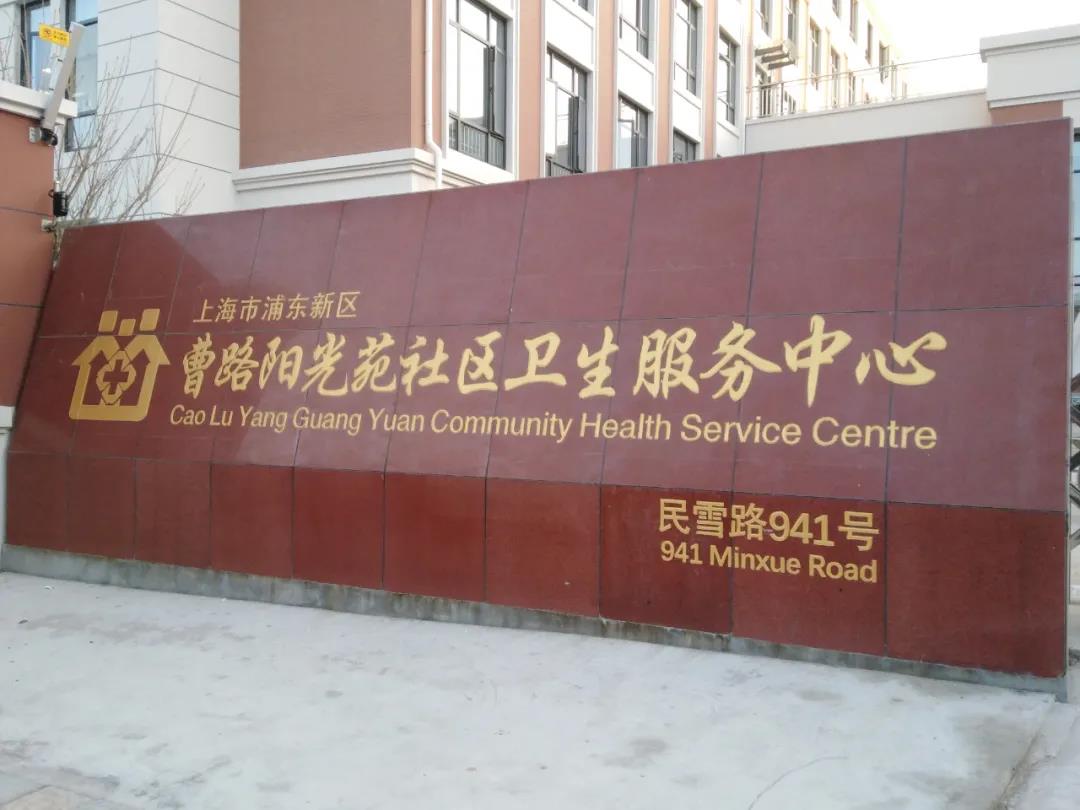 上海市浦东新区
曹路阳光苑社区卫生服务中心
Cao Lu Yang Guang Yuan Community Health Service Centre
民雪路941号
941 Minxue Road